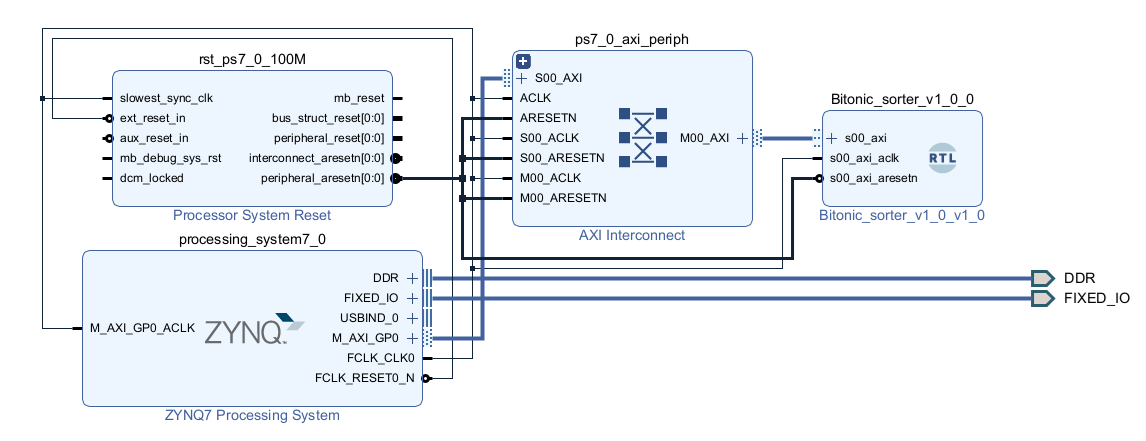 ps7_0_axi_periph
rst_ps7_0_100M
S00_AXI
slowest_sync_clk
mb_reset
ACLK
Bitonic_sorter_v1_0_0
ext_reset_in
bus_struct_reset[0:0]
ARESETN
aux_reset_in
peripheral_reset[0:0]
S00_ACLK
M00_AXI
s00_axi
mb_debug_sys_rst
interconnect_aresetn[0:0]
S00_ARESETN
s00_axi_aclk
RTL
dcm_locked
peripheral_aresetn[0:0]
M00_ACLK
s00_axi_aresetn
M00_ARESETN
Processor System Reset
Bitonic_sorter_v1_0_v1_0
AXI Interconnect
processing_system7_0
DDR
DDR
FIXED_IO
FIXED_IO
USBIND_0
M_AXI_GP0_ACLK
ZYNQ
M_AXI_GP0
FCLK_CLK0
FCLK_RESET0_N
ZYNQ7 Processing System